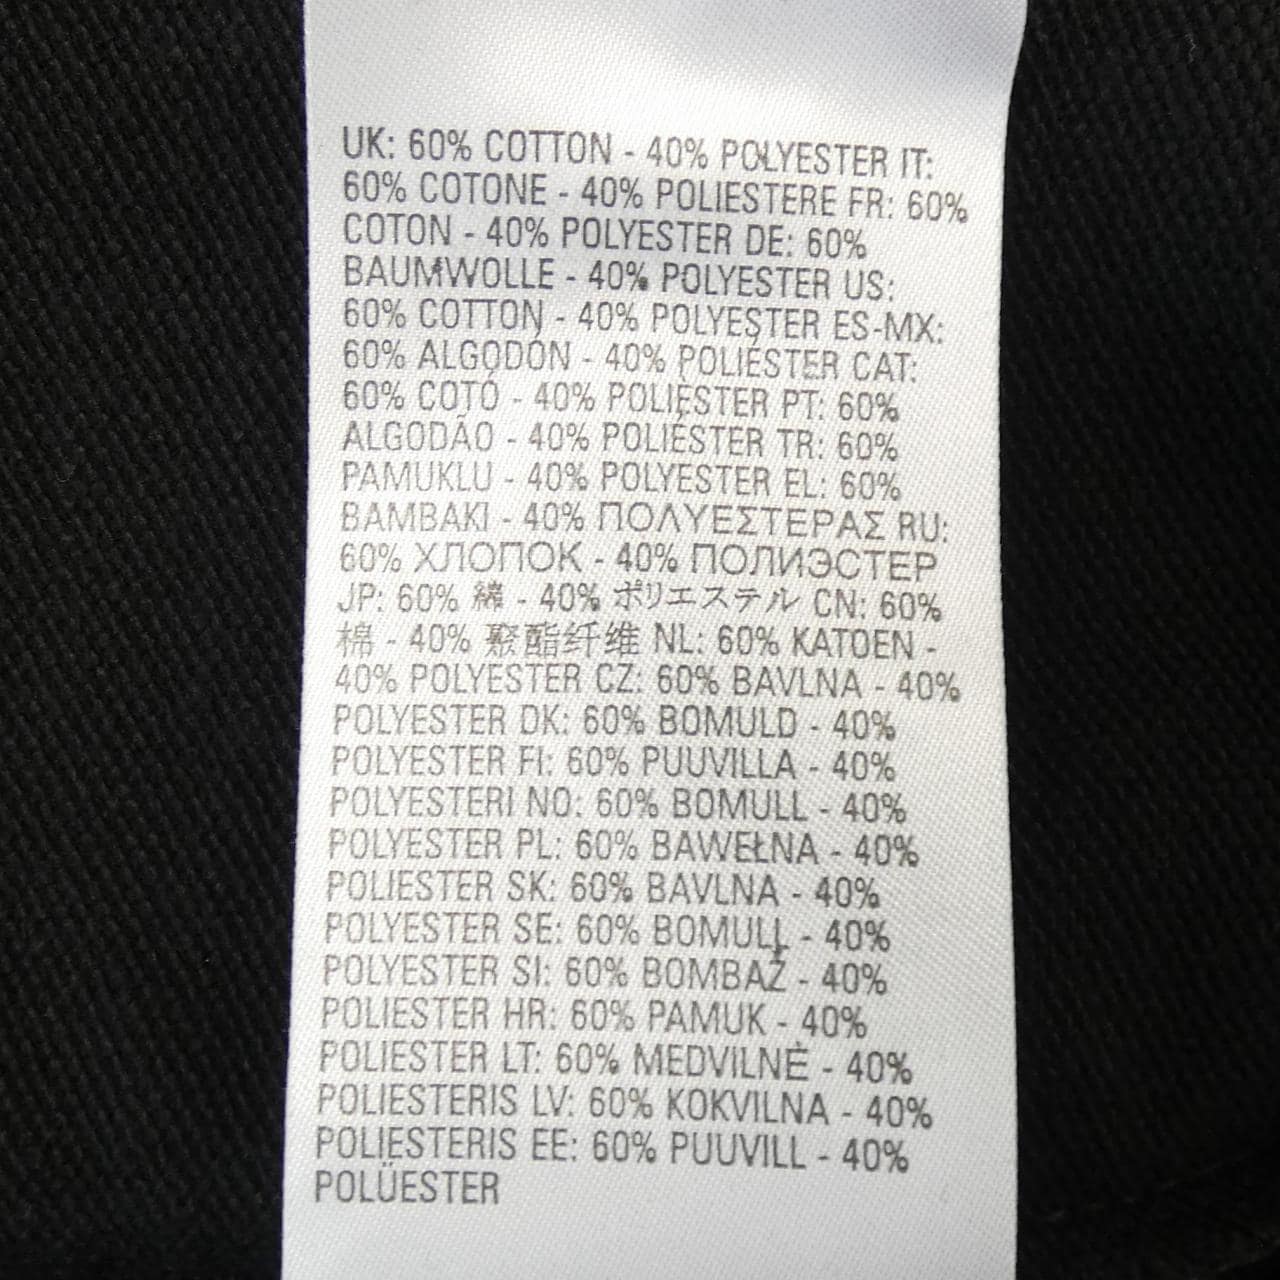 UK: 60% COTTON - 40% POLYESTER IT:
60% COTONE - 40% POLIESTERE FR: 60%
COTON - 40% POLYESTER DE: 60%
BAUMWOLLE - 40% POLYESTER US:
60% COTTON - 40% POLYESTER ES-MX:
60% ALGODÓN - 40% POLIÉSTER CAT:
60% COTÓ - 40% POLIÈSTER PT: 60%
ALGODÃO - 40% POLIÉSTER TR: 60%
PAMUKLU - 40% POLYESTER EL: 60%
ΒΑΜΒΑΚΙ - 40% ΠΟΛΥΕΣΤΕΡΑΣ RU:
60% ХЛОПОК - 40% ПОЛИЭСТЕР
JP: 60% 綿 - 40% ポリエステル CN: 60%
棉 - 40% 聚酯纤维 NL: 60% KATOEN -
40% POLYESTER CZ: 60% BAVLNA - 40%
POLYESTER DK: 60% BOMULD - 40%
POLYESTER FI: 60% PUUVILLA - 40%
POLYESTERI NO: 60% BOMULL - 40%
POLYESTER PL: 60% BAWEŁNA - 40%
POLIESTER SK: 60% BAVLNA - 40%
POLYESTER SE: 60% BOMULL - 40%
POLYESTER SI: 60% BOMBAŽ - 40%
POLIESTER HR: 60% PAMUK - 40%
POLIESTER LT: 60% MEDVILNĖ - 40%
POLIESTERIS LV: 60% KOKVILNA - 40%
POLIESTERIS EE: 60% PUUVILL - 40%
POLÜESTER